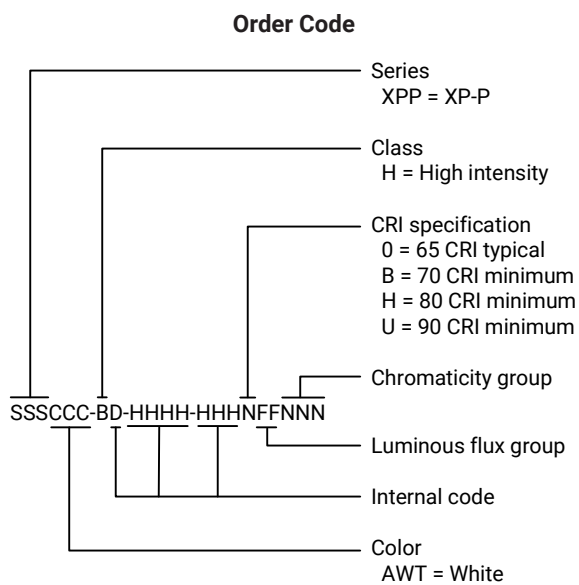 Order Code
Series
XPP = XP-P
Class
H = High intensity
CRI specification
0 = 65 CRI typical
B = 70 CRI minimum
H = 80 CRI minimum
U = 90 CRI minimum
Chromaticity group
SSSCCC-BD-HHHH-HHHNFFNNN
Luminous flux group
Internal code
Color
AWT = White